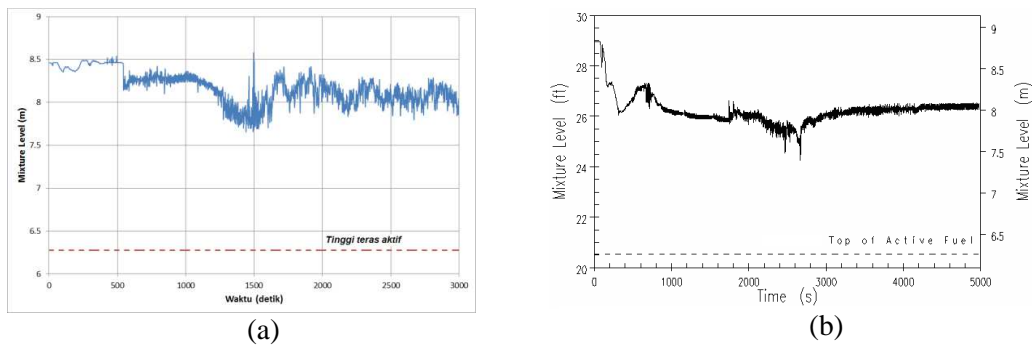 Mixture Level (m)
9
8.5
8
7.5
7
6.5
6
Tinggi teras aktif
0 500 1000 1500 2000 2500 3000
Waktu (detik)
(a)
Mixture Level (ft)
30
28
26
24
22
20
Top of Active Fuel
0 1000 2000 3000 4000 5000
Time (s)
9
8.5
8
7.5
7
6.5
Mixture Level (m)
(b)